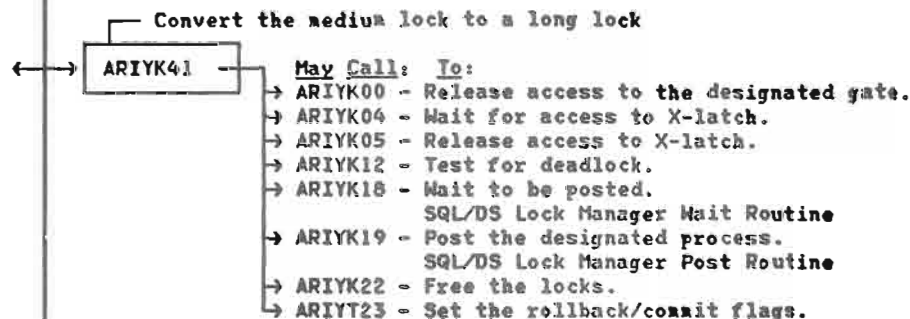 Convert the medium lock to a long lock
ARIYK41
May Call: To:
ARIYK00 - Release access to the designated gate.
ARIYK04 - Wait for access to X-latch.
ARIYK05 - Release access to X-latch.
ARIYK12 - Test for deadlock.
ARIYK18 - Wait to be posted.
SQL/DS Lock Manager Wait Routine
ARIYK19 - Post the designated process.
SQL/DS Lock Manager Post Routine
ARIYK22 - Free the locks.
ARIYT23 - Set the rollback/commit flags.